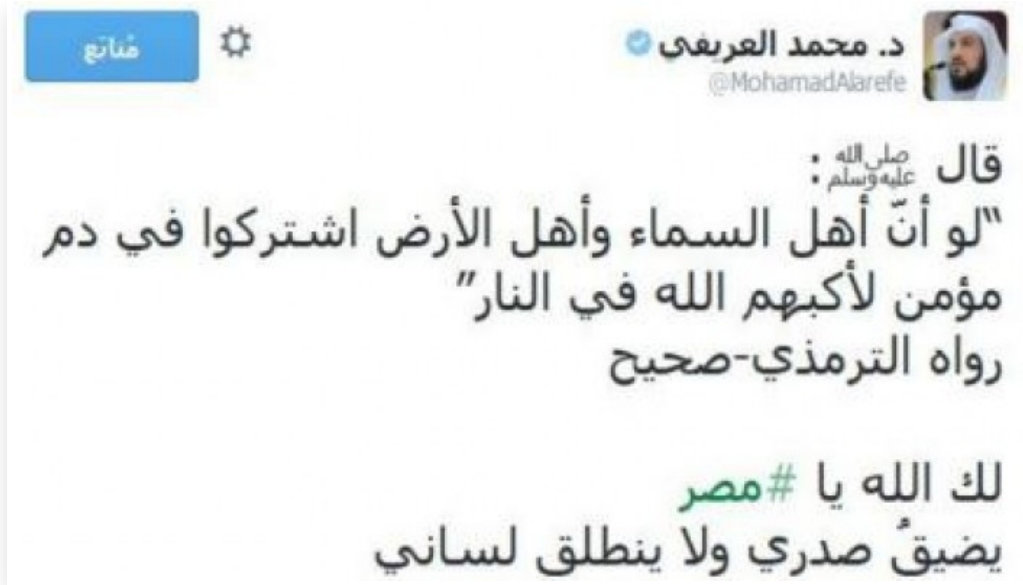 د. محمد العريفي
@MohamadAlarefe
مُتابَع
قال ﷺ :
“لو أنّ أهل السماء وأهل الأرض اشتركوا في دم
مؤمن لأكبهم الله في النار”
رواه الترمذي-صحيح
لك الله يا #مصر
يضيقُ صدري ولا ينطلق لساني